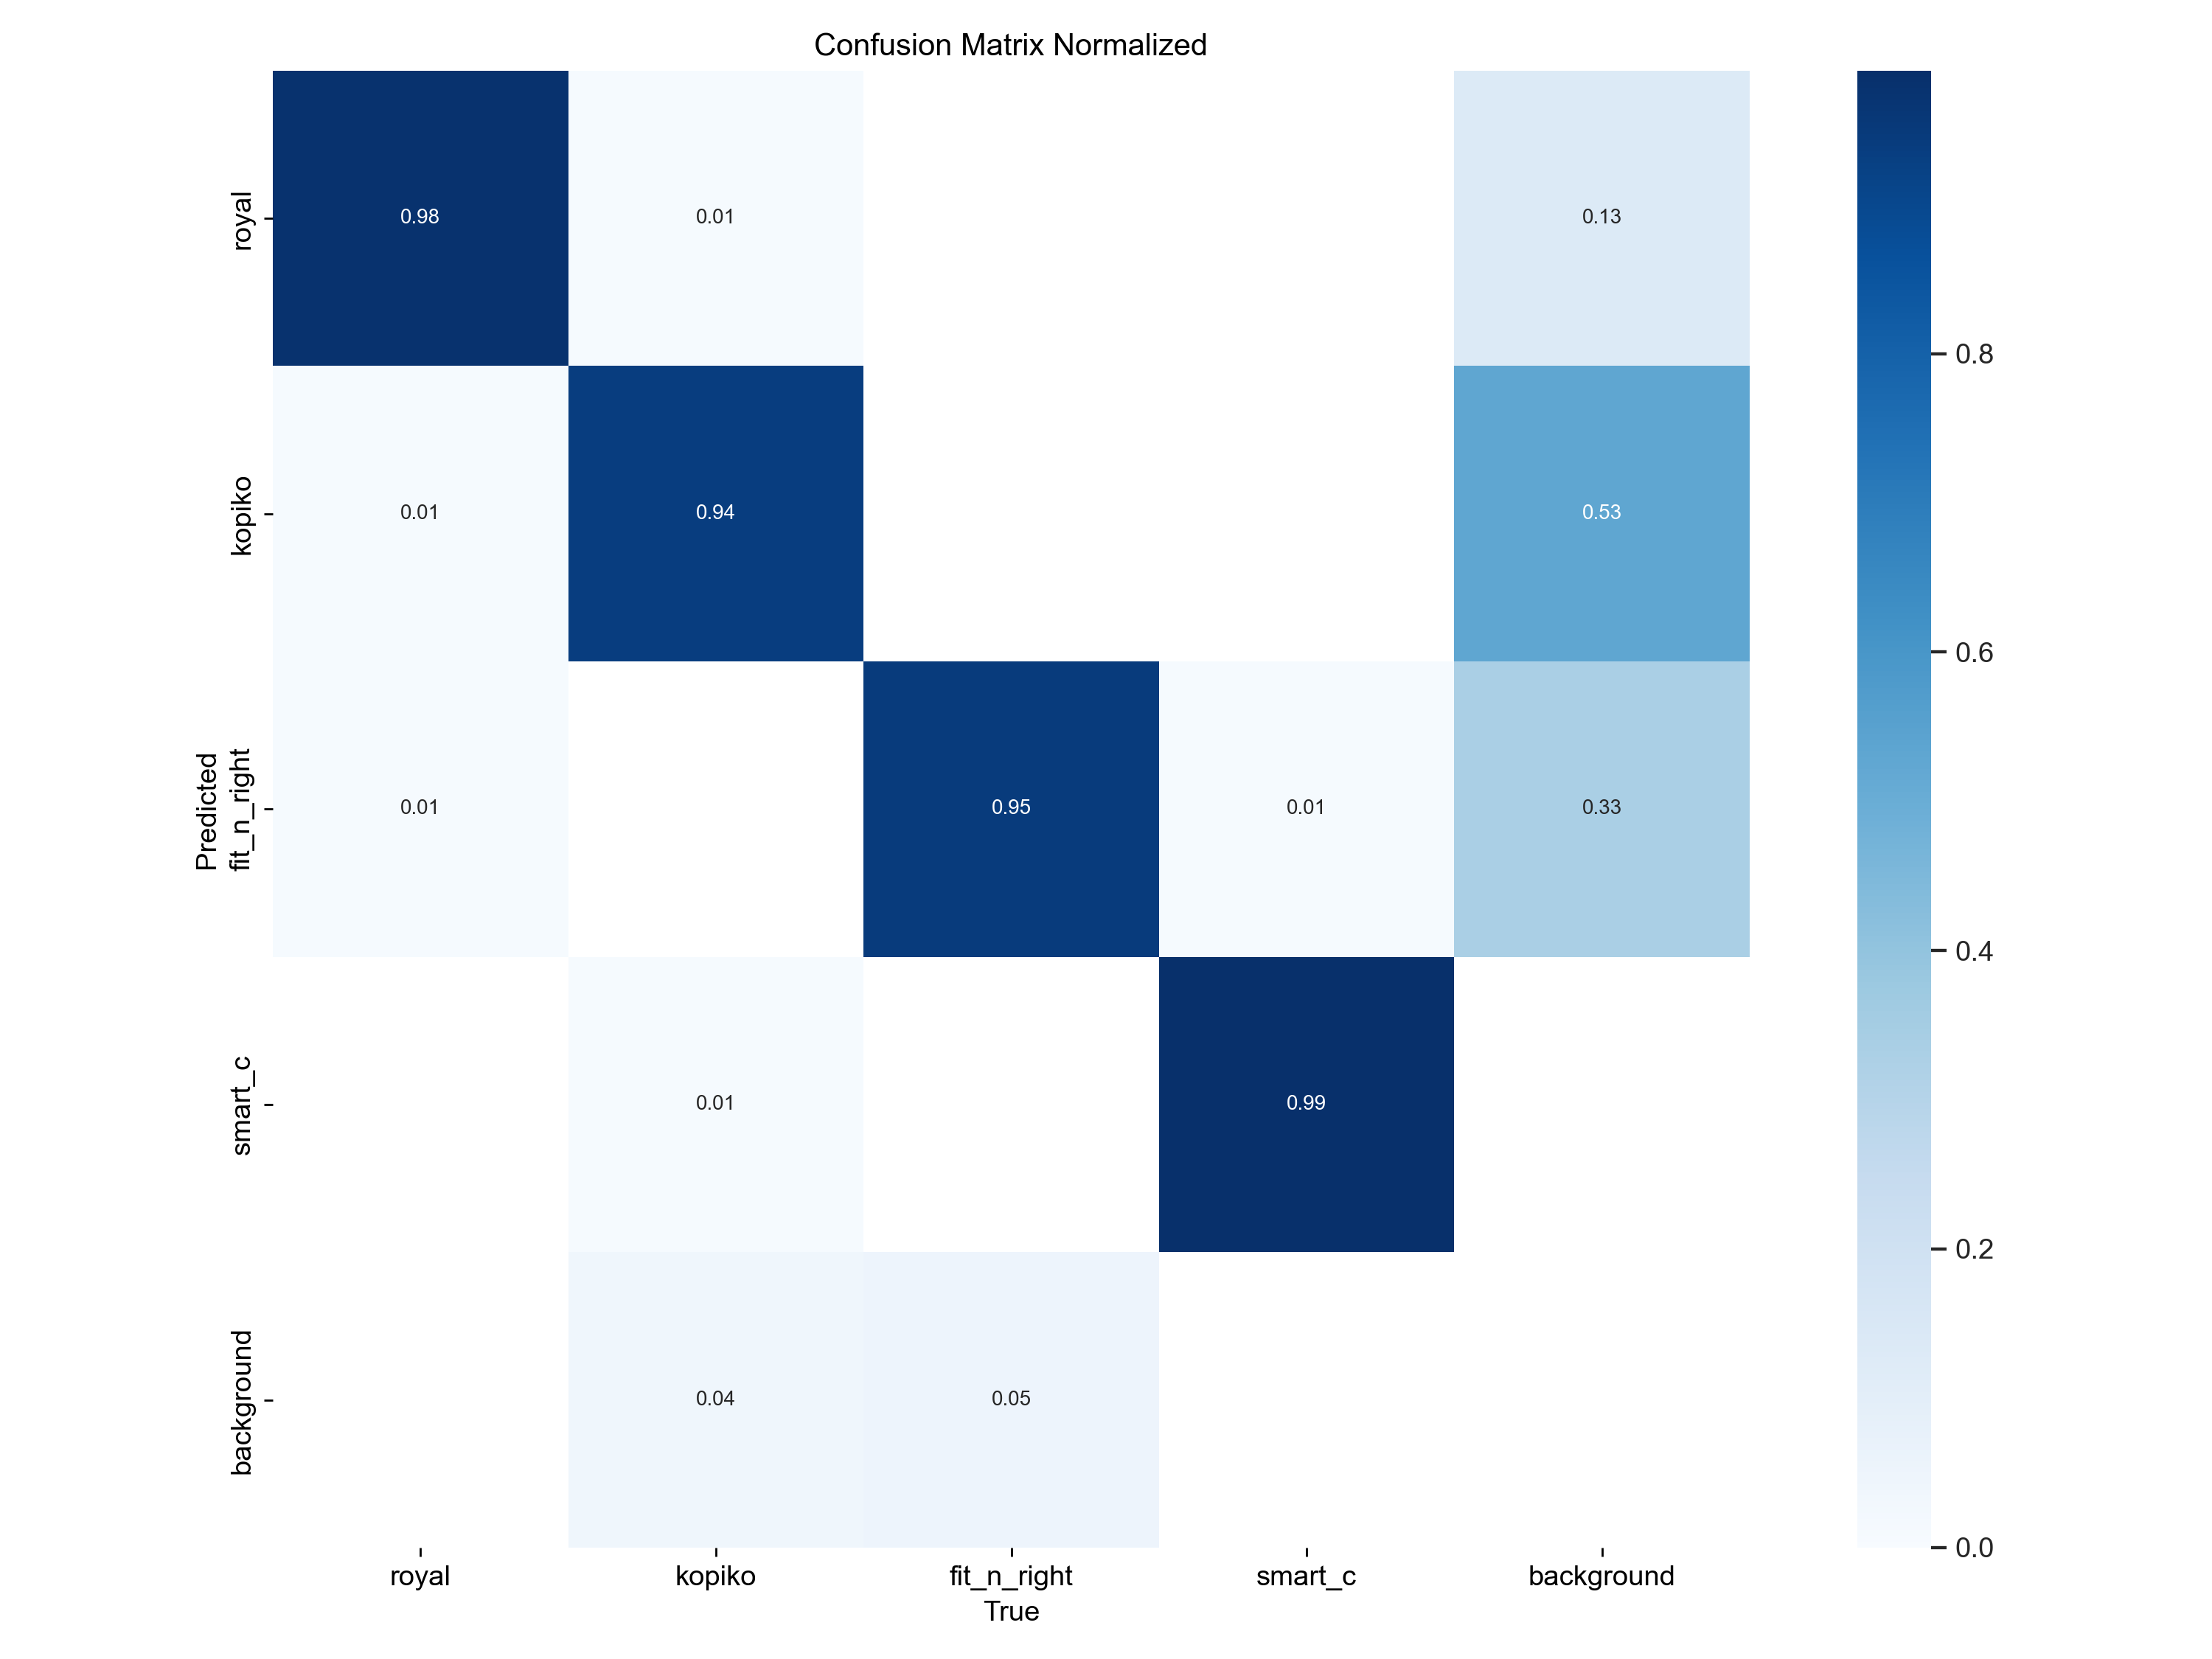 Confusion Matrix Normalized
royal
0.98
0.01
0.13
kopiko
0.01
0.94
0.53
fit_n_right
0.01
0.95
0.01
0.33
smart_c
0.01
0.99
background
0.04
0.05
Predicted
royal
kopiko
fit_n_right
smart_c
background
True
0.8
0.6
0.4
0.2
0.0